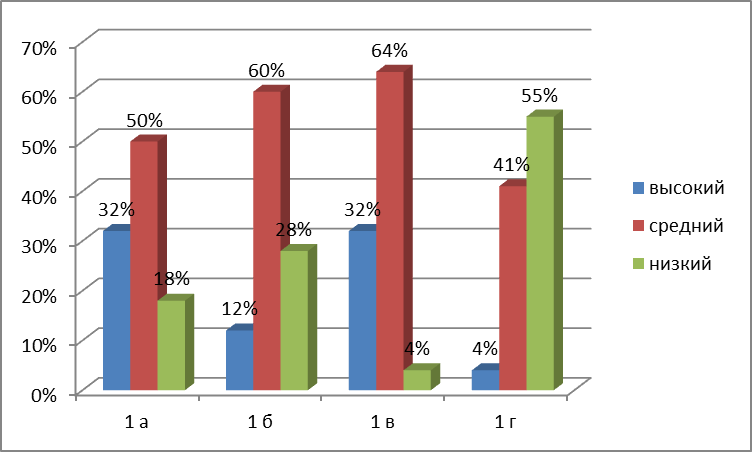 70%
60%
50%
40%
30%
20%
10%
0%
32%
50%
18%
12%
60%
28%
32%
64%
4%
4%
41%
55%
1 а
1 б
1 в
1 г
высокий
средний
низкий